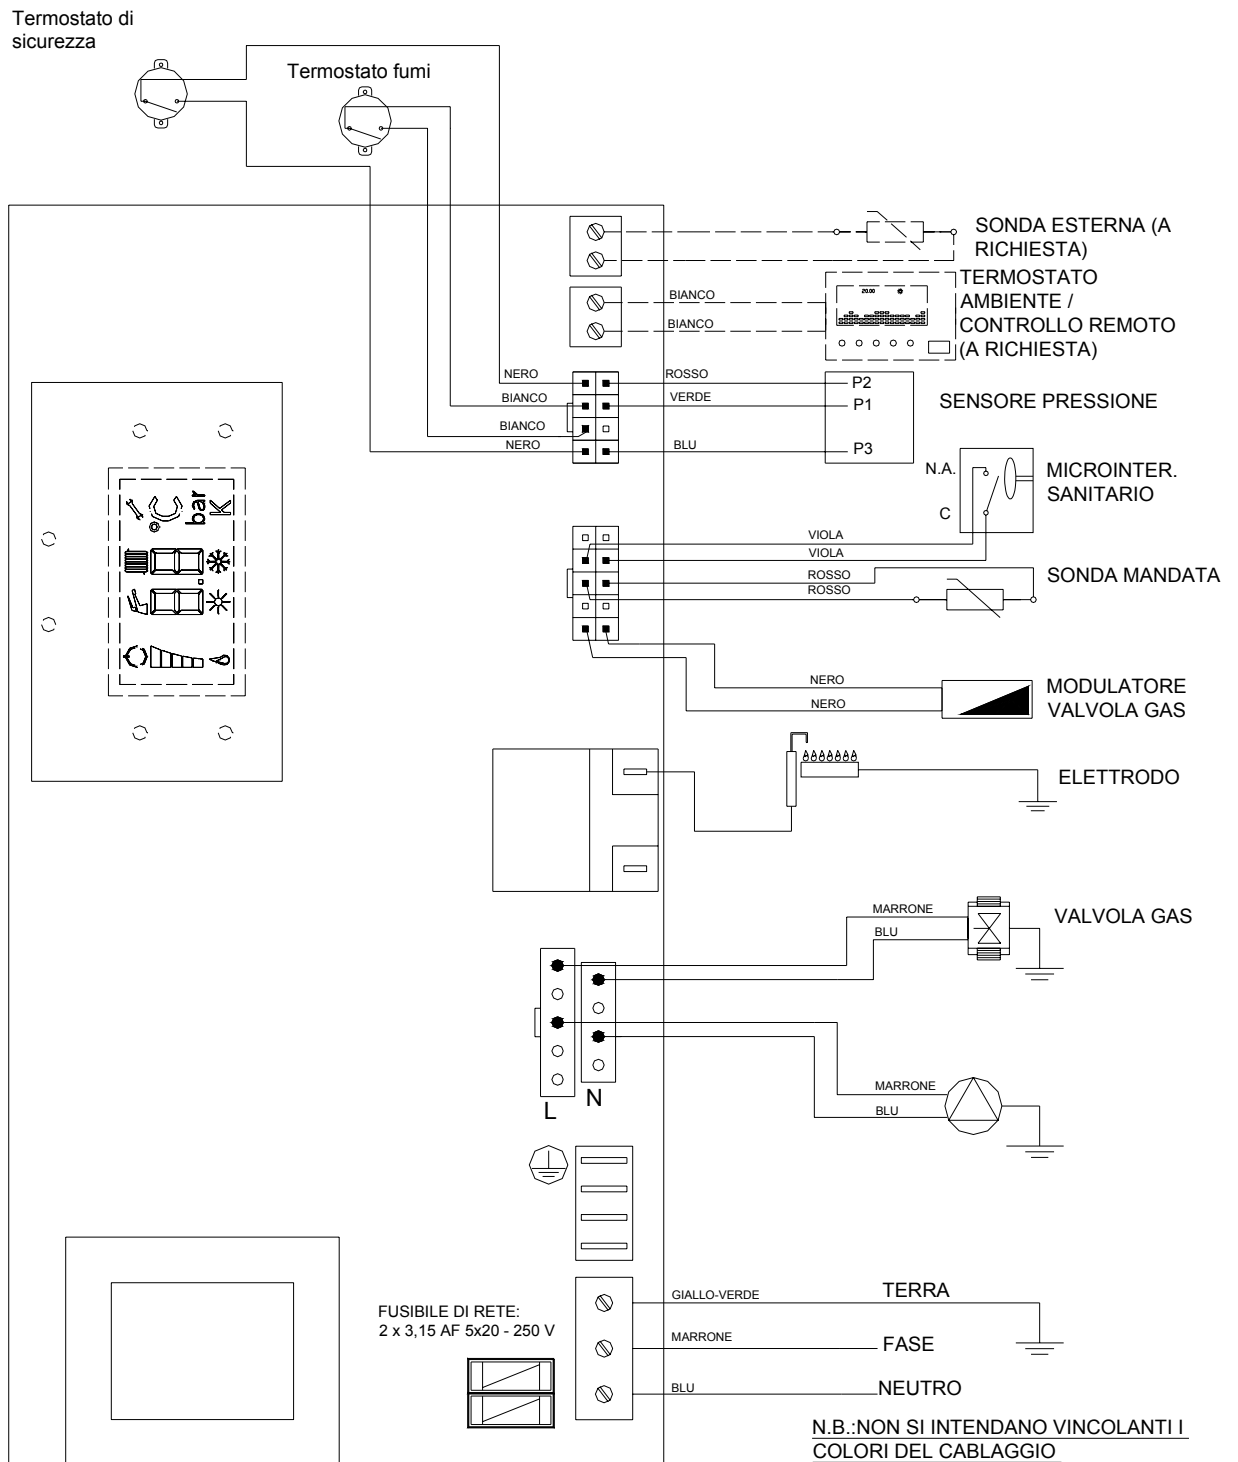 Termostato di
sicurezza
Termostato fumi
SONDA ESTERNA (A
RICHIESTA)
TERMOSTATO
AMBIENTE /
CONTROLLO REMOTO
(A RICHIESTA)
20.00
BIANCO
BIANCO
NERO
BIANCO
BIANCO
NERO
ROSSO
VERDE
BLU
P2
P1
P3
SENSORE PRESSIONE
N.A.
C
MICROINTER.
SANITARIO
VIOLA
VIOLA
ROSSO
ROSSO
SONDA MANDATA
°C
bar
K
NERO
NERO
MODULATORE
VALVOLA GAS
ELETTRODO
MARRONE
BLU
VALVOLA GAS
L
N
MARRONE
BLU
FUSIBILE DI RETE:
2 x 3,15 AF 5x20 - 250 V
GIALLO-VERDE
TERRA
MARRONE
FASE
BLU
NEUTRO
N.B.:NON SI INTENDANO VINCOLANTI I
COLORI DEL CABLAGGIO